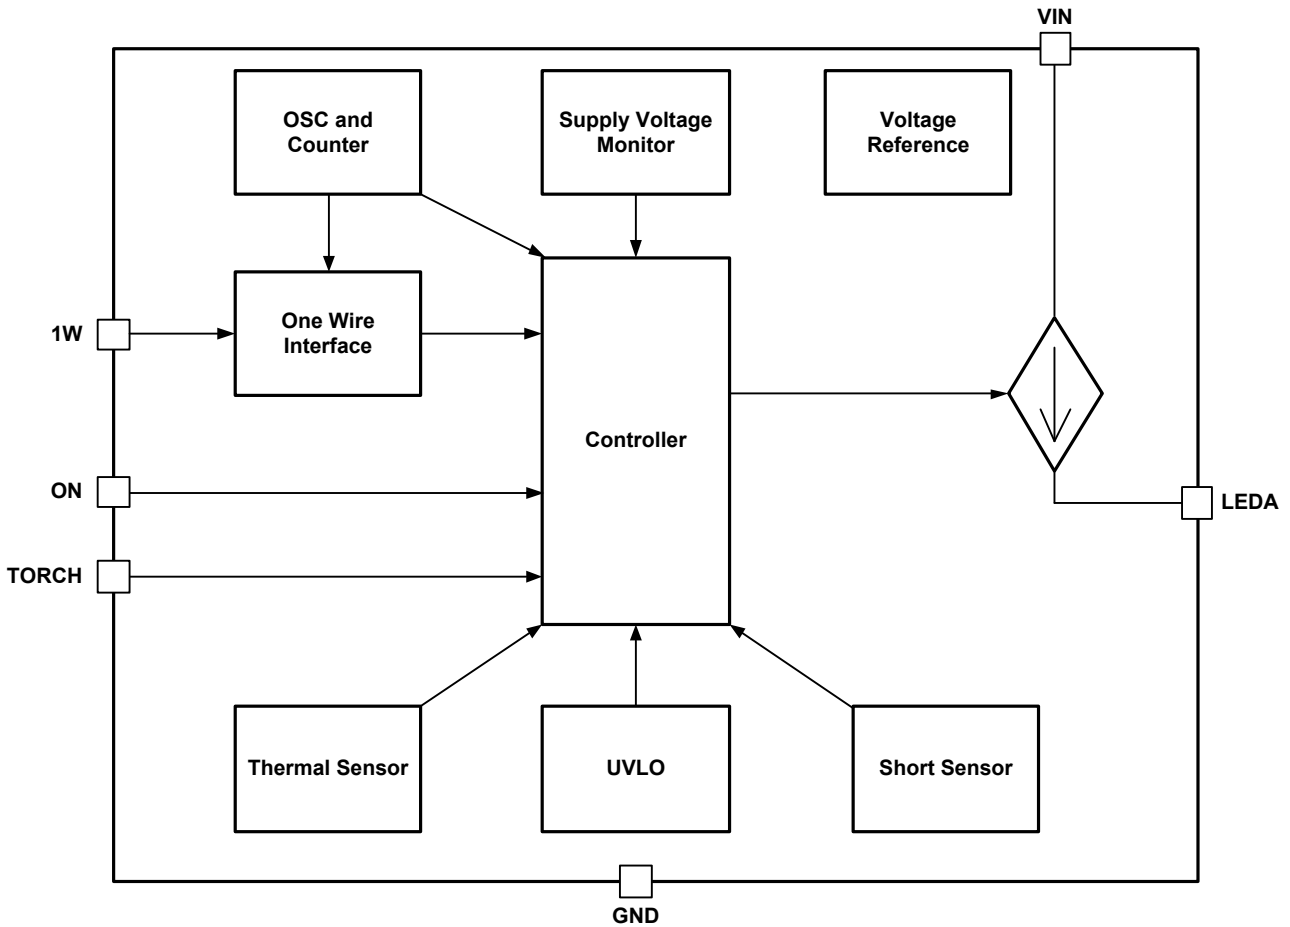 VIN
OSC and
Counter
Supply Voltage
Monitor
Voltage
Reference
1W
One Wire
Interface
Controller
ON
LEDA
TORCH
Thermal Sensor
UVLO
Short Sensor
GND